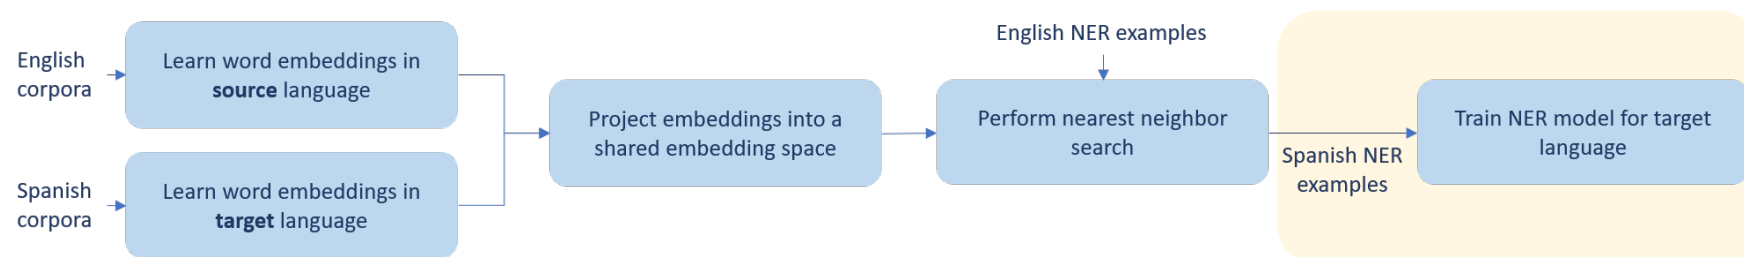 English
corpora
Learn word embeddings in
source language
Spanish
corpora
Learn word embeddings in
target language
Project embeddings into a
shared embedding space
English NER examples
Perform nearest neighbor
search
Spanish NER
examples
Train NER model for target
language